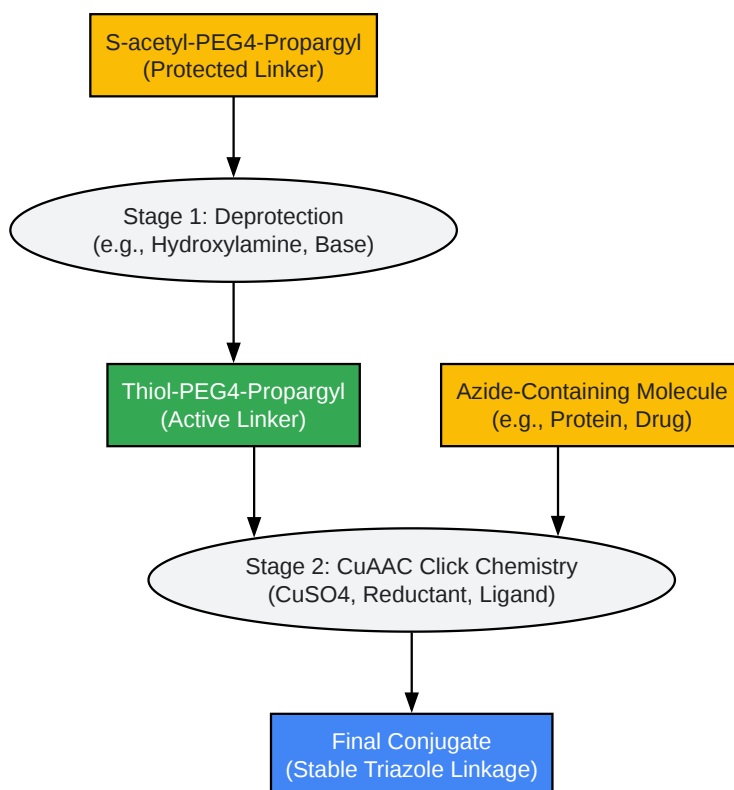 S-acetyl-PEG4-Propargyl
(Protected Linker)
Stage 1: Deprotection
(e.g., Hydroxylamine, Base)
Thiol-PEG4-Propargyl
(Active Linker)
Azide-Containing Molecule
(e.g., Protein, Drug)
Stage 2: CuAAC Click Chemistry
(CuSO4, Reductant, Ligand)
Final Conjugate
(Stable Triazole Linkage)